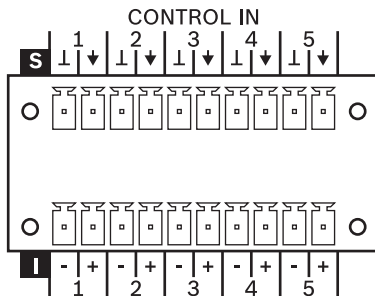 CONTROL IN
1 2 3 4 5
S
I - + - + - + - + - +
1 2 3 4 5